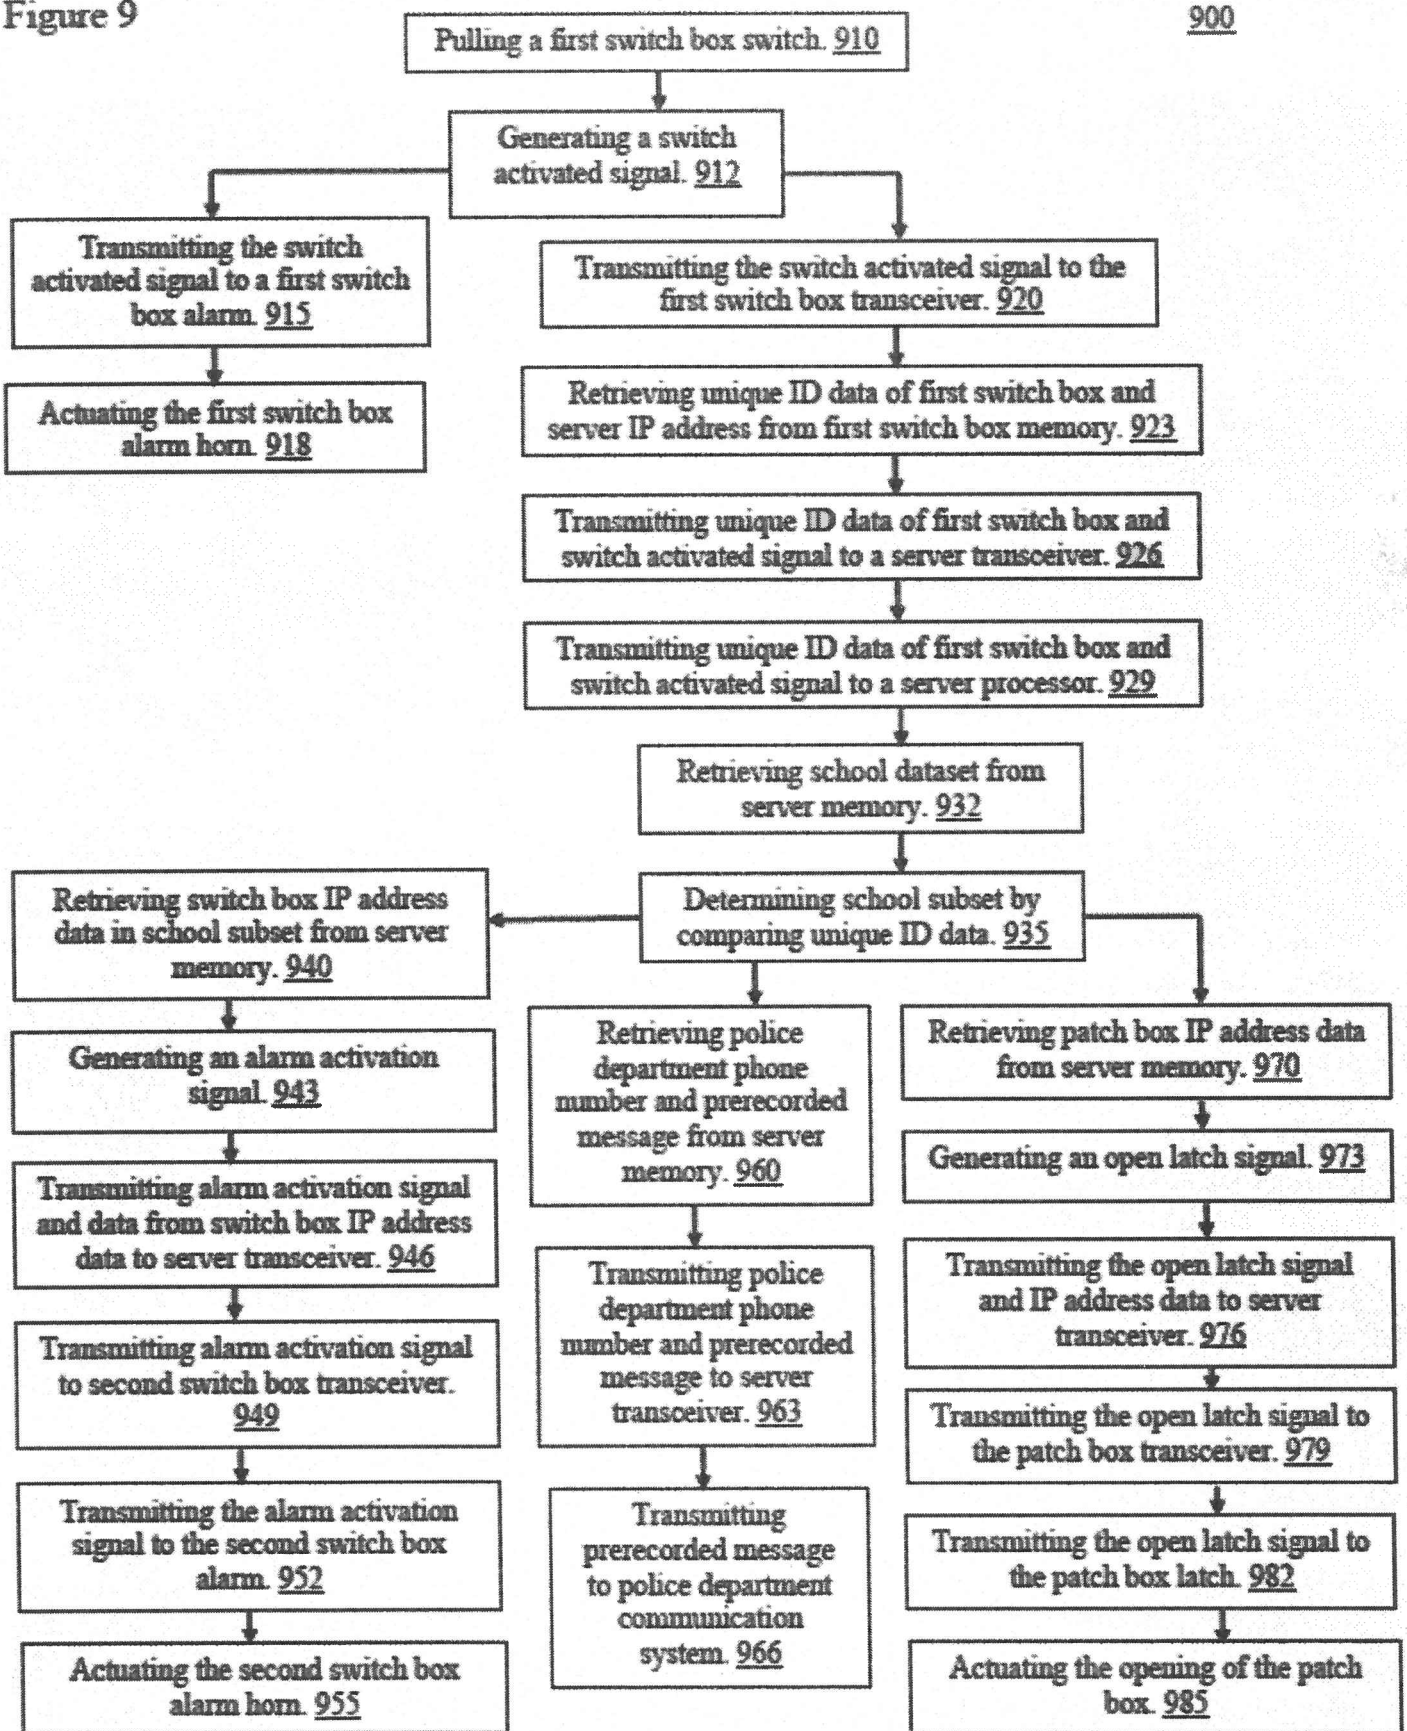 Figure 9
900
Pulling a first switch box switch. 910
Generating a switch
activated signal. 912
Transmitting the switch
activated signal to a first switch
box alarm. 915
Actuating the first switch box
alarm horn. 918
Transmitting the switch activated signal to the
first switch box transceiver. 920
Retrieving unique ID data of first switch box and
server IP address from first switch box memory. 923
Transmitting unique ID data of first switch box and
switch activated signal to a server transceiver. 926
Transmitting unique ID data of first switch box and
switch activated signal to a server processor. 929
Retrieving school dataset from
server memory. 932
Determining school subset by
comparing unique ID data. 935
Retrieving switch box IP address
data in school subset from server
memory. 940
Generating an alarm activation
signal. 943
Transmitting alarm activation signal
and data from switch box IP address
data to server transceiver. 946
Transmitting alarm activation signal
to second switch box transceiver.
949
Transmitting the alarm activation
signal to the second switch box
alarm. 952
Actuating the second switch box
alarm horn. 955
Retrieving police
department phone
number and prerecorded
message from server
memory. 960
Transmitting police
department phone
number and prerecorded
message to server
transceiver. 963
Transmitting
prerecorded message
to police department
communication
system. 966
Retrieving patch box IP address data
from server memory. 970
Generating an open latch signal. 973
Transmitting the open latch signal
and IP address data to server
transceiver. 976
Transmitting the open latch signal to
the patch box transceiver. 979
Transmitting the open latch signal to
the patch box latch. 982
Actuating the opening of the patch
box. 985